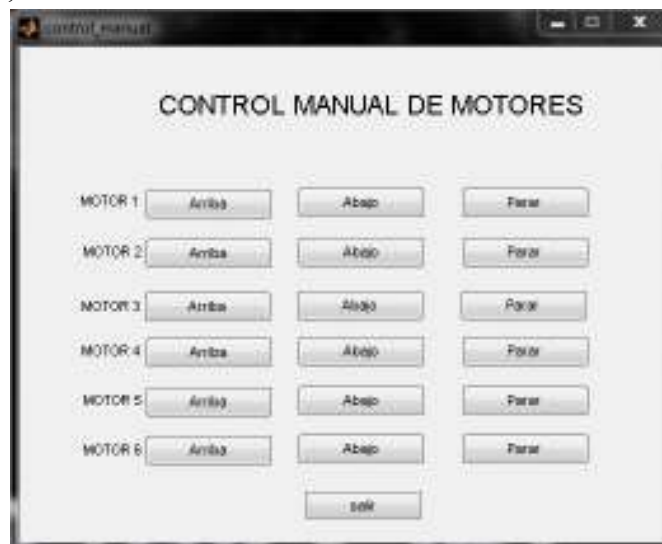 control_manual
CONTROL MANUAL DE MOTORES
MOTOR 1 Arriba Abajo Parar
MOTOR 2 Arriba Abajo Parar
MOTOR 3 Arriba Abajo Parar
MOTOR 4 Arriba Abajo Parar
MOTOR 5 Arriba Abajo Parar
MOTOR 6 Arriba Abajo Parar
salir